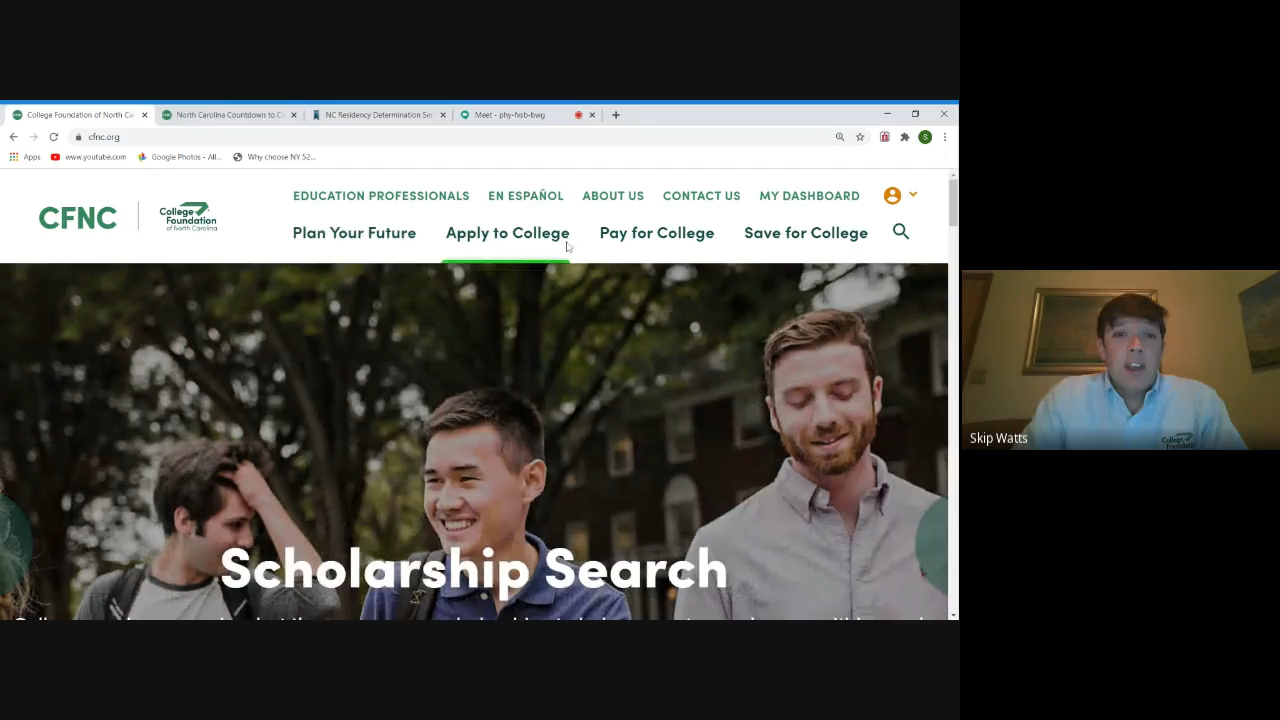 College Foundation of North Ca
North Carolina Countdown to C
NC Residency Determination Se
Meet - phy-fxsb-bwg
cfnc.org
S
Apps
www.youtube.com
Google Photos - All...
Why choose NY 52...
EDUCATION PROFESSIONALS EN ESPAÑOL ABOUT US CONTACT US MY DASHBOARD
CFNC
College
Foundation
of North Carolina
Plan Your Future Apply to College Pay for College Save for College
Scholarship Search
Skip Watts
College